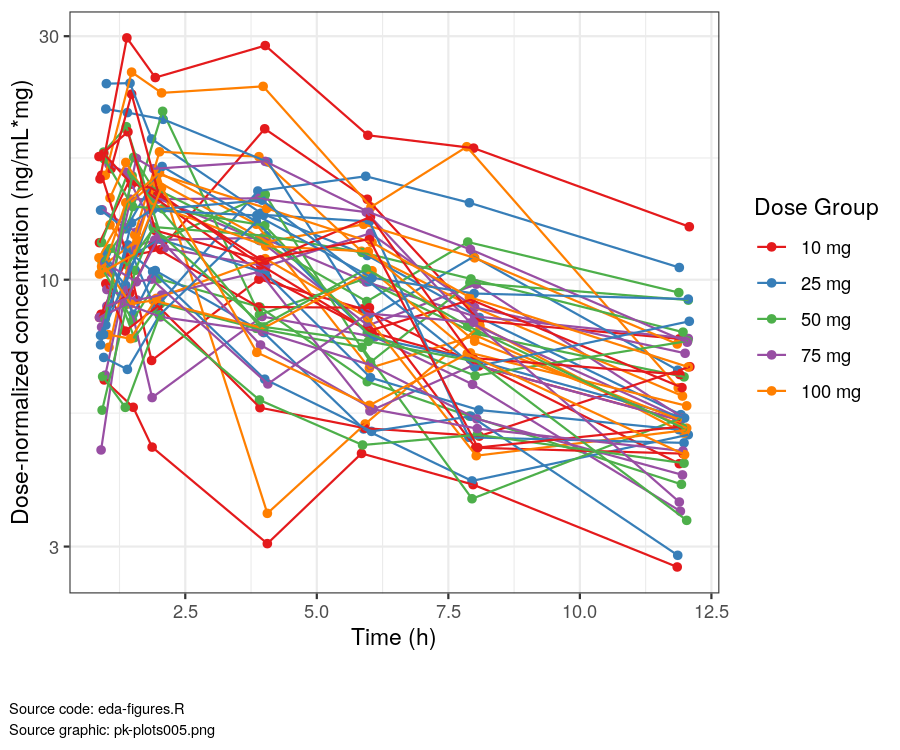 Dose-normalized concentration (ng/mL*mg)
30
10
3
2.5 5.0 7.5 10.0 12.5
Time (h)
Dose Group
10 mg
25 mg
50 mg
75 mg
100 mg
Source code: eda-figures.R
Source graphic: pk-plots005.png